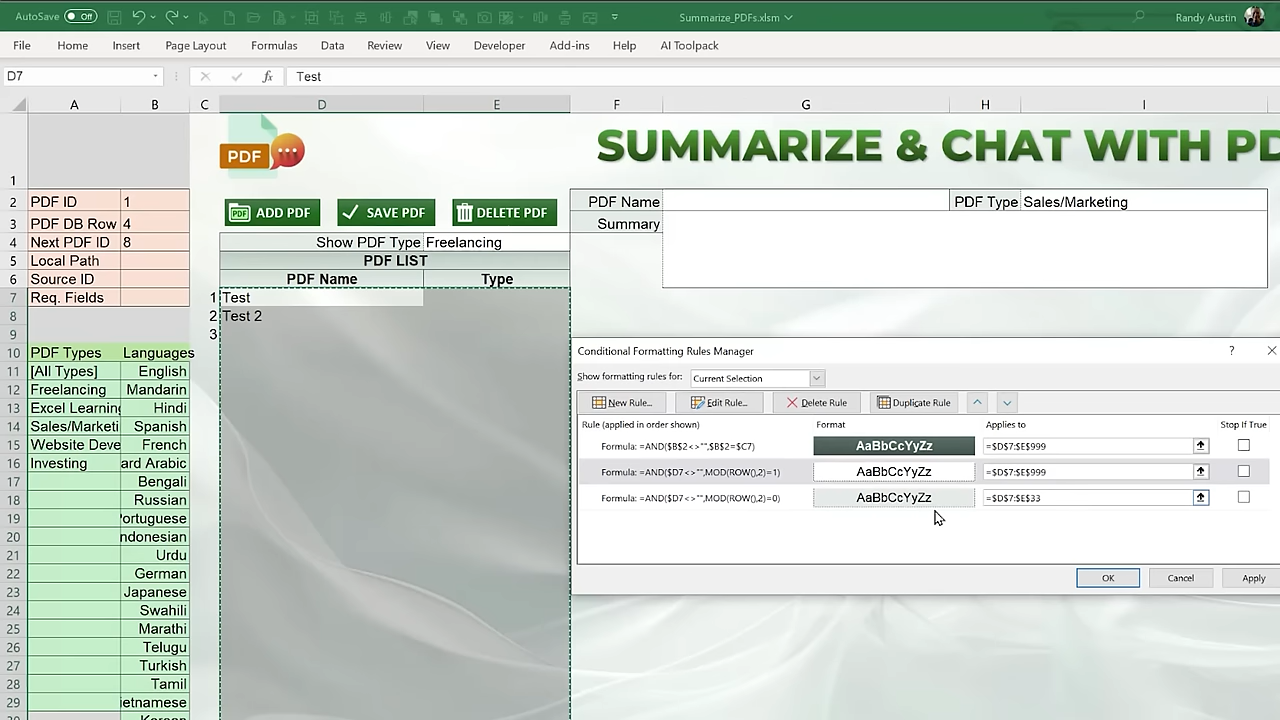 AutoSave Off Summarize_PDFs.xlsm Randy Austin
File Home Insert Page Layout Formulas Data Review View Developer Add-ins Help AI Toolpack
D7 fx Test
A B C D E F G H I
PDF SUMMARIZE & CHAT WITH PD
1
2 PDF ID 1 PDF ADD PDF SAVE PDF DELETE PDF PDF Name PDF Type Sales/Marketing
3 PDF DB Row 4 Summary
4 Next PDF ID 8 Show PDF Type Freelancing
5 Local Path PDF LIST
6 Source ID PDF Name Type
7 Req. Fields 1 Test
8 2 Test 2
9 3
10 PDF Types Languages
11 [All Types] English
12 Freelancing Mandarin
13 Excel Learning Hindi
14 Sales/Marketi Spanish
15 Website Deve French
16 Investing ard Arabic
17 Bengali
18 Russian
19 Portuguese
20 ndonesian
21 Urdu
22 German
23 Japanese
24 Swahili
25 Marathi
26 Telugu
27 Turkish
28 Tamil
29 ietnamese
Korean
Conditional Formatting Rules Manager ?
Show formatting rules for: Current Selection
New Rule... Edit Rule... Delete Rule Duplicate Rule
Rule (applied in order shown) Format Applies to Stop If True
Formula: =AND($B$2<>"",$B$2=$C7) AaBbCcYyZz =$D$7:$E$999
Formula: =AND($D7<>"",MOD(ROW(),2)=1) AaBbCcYyZz =$D$7:$E$999
Formula: =AND($D7<>"",MOD(ROW(),2)=0) AaBbCcYyZz =$D$7:$E$33
OK Cancel Apply